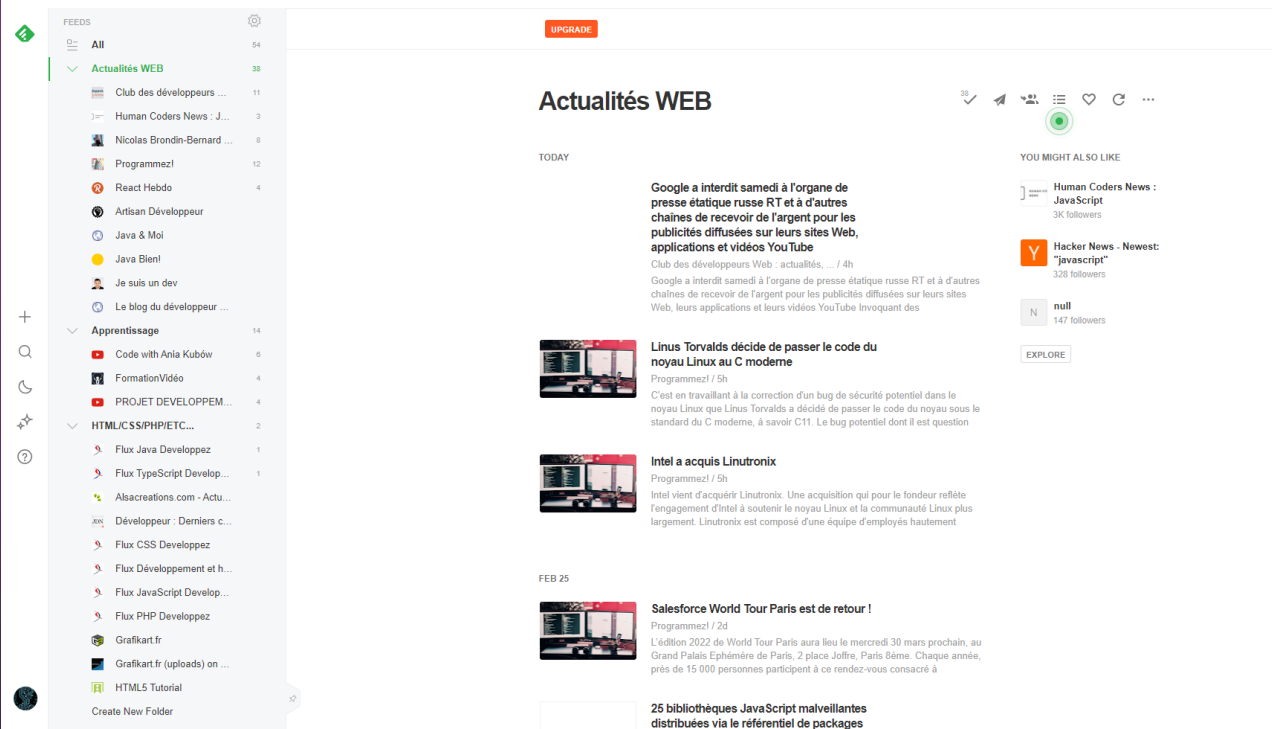 FEEDS
All 54
Actualités WEB 38
Club des développeurs ... 11
Human Coders News : J... 3
Nicolas Brondin-Bernard ... 8
Programmez! 12
React Hebdo 4
Artisan Développeur
Java & Moi
Java Bien!
Je suis un dev
Le blog du développeur ...
Apprentissage 14
Code with Ania Kubów 6
FormationVidéo 4
PROJET DEVELOPPEM... 4
HTML/CSS/PHP/ETC... 2
Flux Java Developpez 1
Flux TypeScript Develop... 1
Alsacreations.com - Actu...
Développeur : Derniers c...
Flux CSS Developpez
Flux Développement et h...
Flux JavaScript Develop...
Flux PHP Developpez
Grafikart.fr
Grafikart.fr (uploads) on ...
HTML5 Tutorial
Create New Folder
UPGRADE
Actualités WEB
38
TODAY
Google a interdit samedi à l'organe de
presse étatique russe RT et à d'autres
chaînes de recevoir de l'argent pour les
publicités diffusées sur leurs sites Web,
applications et vidéos YouTube
Club des développeurs Web : actualités, ... / 4h
Google a interdit samedi à l'organe de presse étatique russe RT et à d'autres
chaînes de recevoir de l'argent pour les publicités diffusées sur leurs sites
Web, leurs applications et leurs vidéos YouTube Invoquant des
Linus Torvalds décide de passer le code du
noyau Linux au C moderne
Programmez! / 5h
C'est en travaillant à la correction d'un bug de sécurité potentiel dans le
noyau Linux que Linus Torvalds a décidé de passer le code du noyau sous le
standard du C moderne, à savoir C11. Le bug potentiel dont il est question
Intel a acquis Linutronix
Programmez! / 5h
Intel vient d'acquérir Linutronix. Une acquisition qui pour le fondeur reflète
l'engagement d'Intel à soutenir le noyau Linux et la communauté Linux plus
largement. Linutronix est composé d'une équipe d'employés hautement
FEB 25
Salesforce World Tour Paris est de retour !
Programmez! / 2d
L'édition 2022 de World Tour Paris aura lieu le mercredi 30 mars prochain, au
Grand Palais Ephémère de Paris, 2 place Joffre, Paris 8ème. Chaque année,
près de 15 000 personnes participent à ce rendez-vous consacré à
25 bibliothèques JavaScript malveillantes
distribuées via le référentiel de packages
YOU MIGHT ALSO LIKE
Human Coders News :
JavaScript
3K followers
Y
Hacker News - Newest:
"javascript"
328 followers
N
null
147 followers
EXPLORE